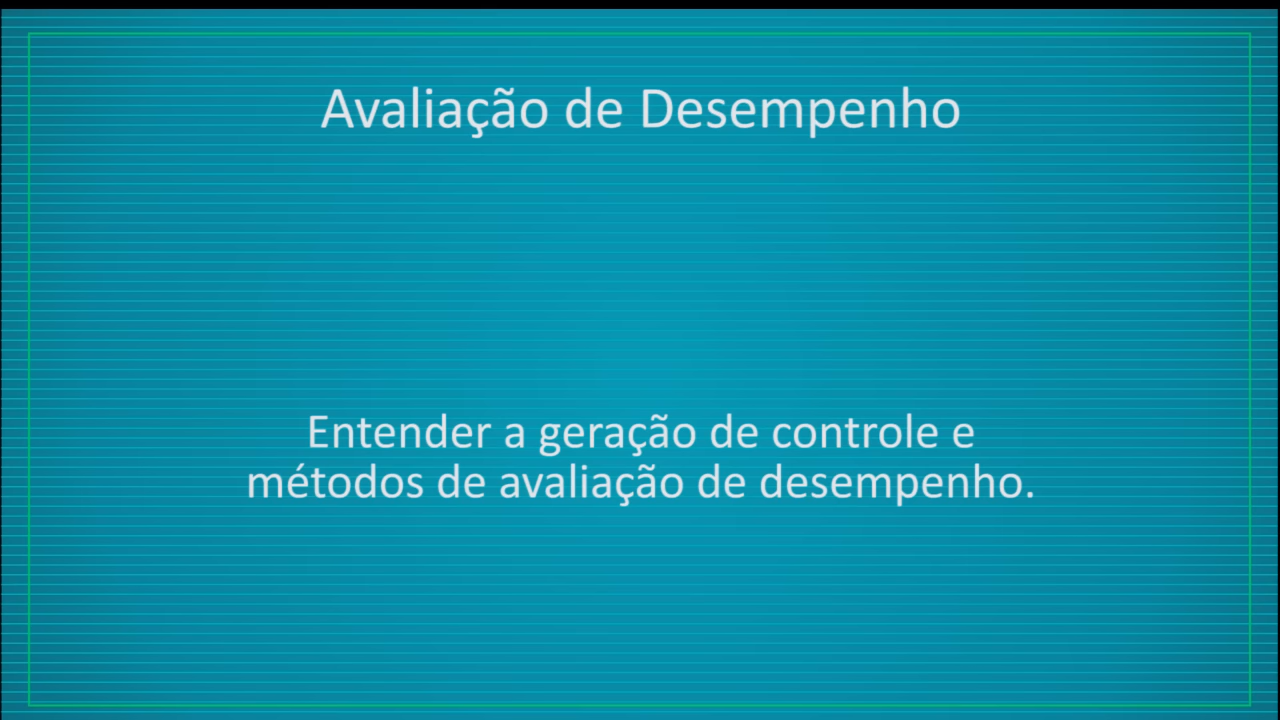 Avaliação de Desempenho
Entender a geração de controle e
métodos de avaliação de desempenho.